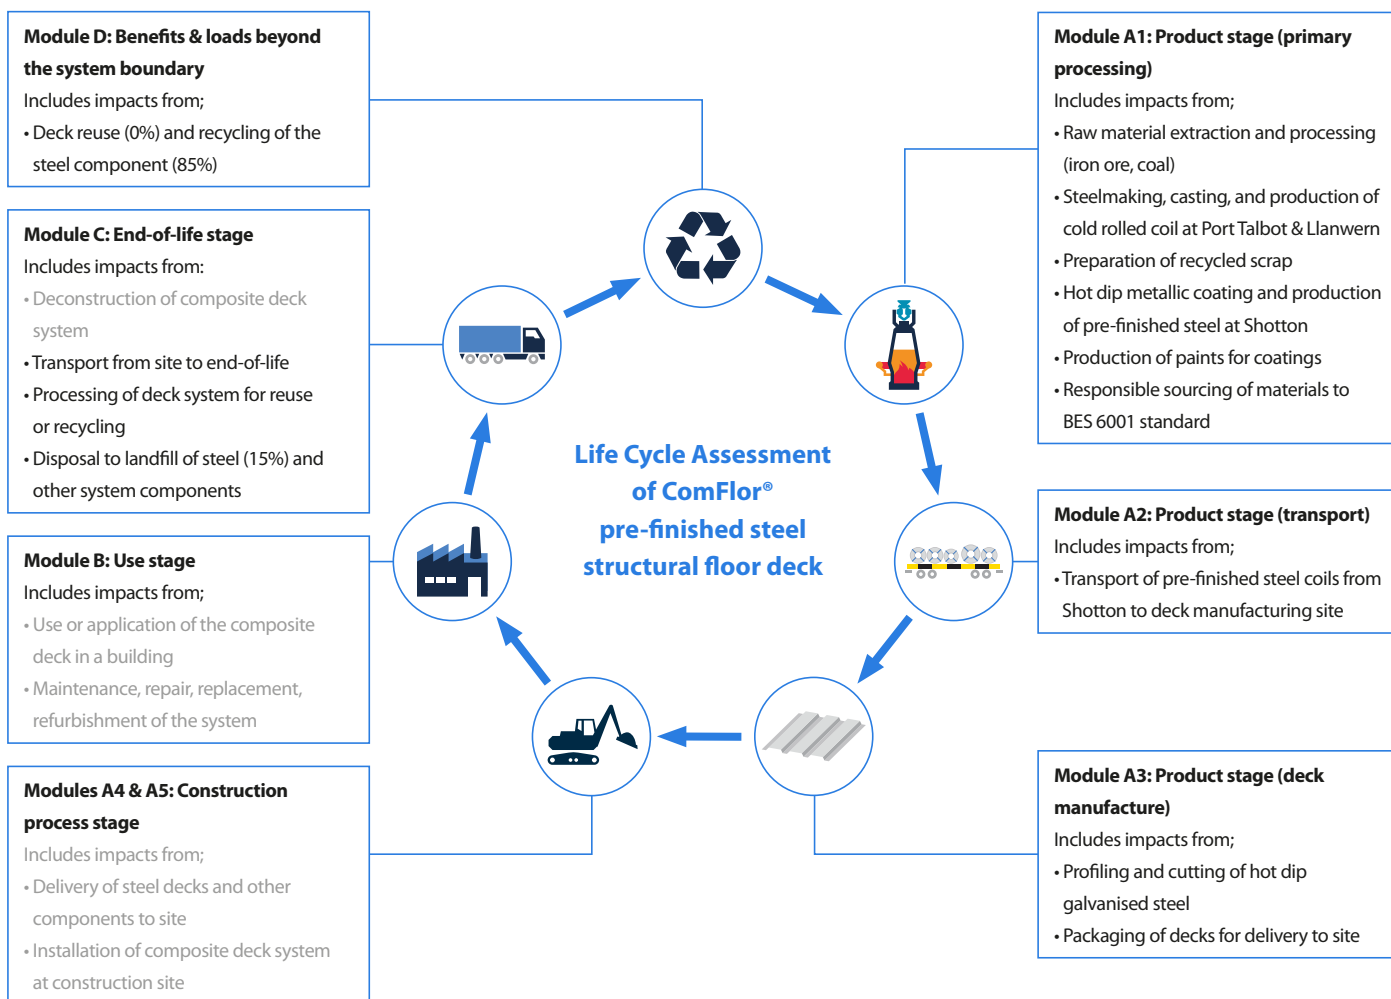 Module D: Benefits & loads beyond
the system boundary
Includes impacts from;
• Deck reuse (0%) and recycling of the
steel component (85%)
Module C: End-of-life stage
Includes impacts from:
• Deconstruction of composite deck
system
• Transport from site to end-of-life
• Processing of deck system for reuse
or recycling
• Disposal to landfill of steel (15%) and
other system components
Module B: Use stage
Includes impacts from;
• Use or application of the composite
deck in a building
• Maintenance, repair, replacement,
refurbishment of the system
Modules A4 & A5: Construction
process stage
Includes impacts from;
• Delivery of steel decks and other
components to site
• Installation of composite deck system
at construction site
Life Cycle Assessment
of ComFlor®
pre-finished steel
structural floor deck
Module A1: Product stage (primary
processing)
Includes impacts from;
• Raw material extraction and processing
(iron ore, coal)
• Steelmaking, casting, and production of
cold rolled coil at Port Talbot & Llanwern
• Preparation of recycled scrap
• Hot dip metallic coating and production
of pre-finished steel at Shotton
• Production of paints for coatings
• Responsible sourcing of materials to
BES 6001 standard
Module A2: Product stage (transport)
Includes impacts from;
• Transport of pre-finished steel coils from
Shotton to deck manufacturing site
Module A3: Product stage (deck
manufacture)
Includes impacts from;
• Profiling and cutting of hot dip
galvanised steel
• Packaging of decks for delivery to site